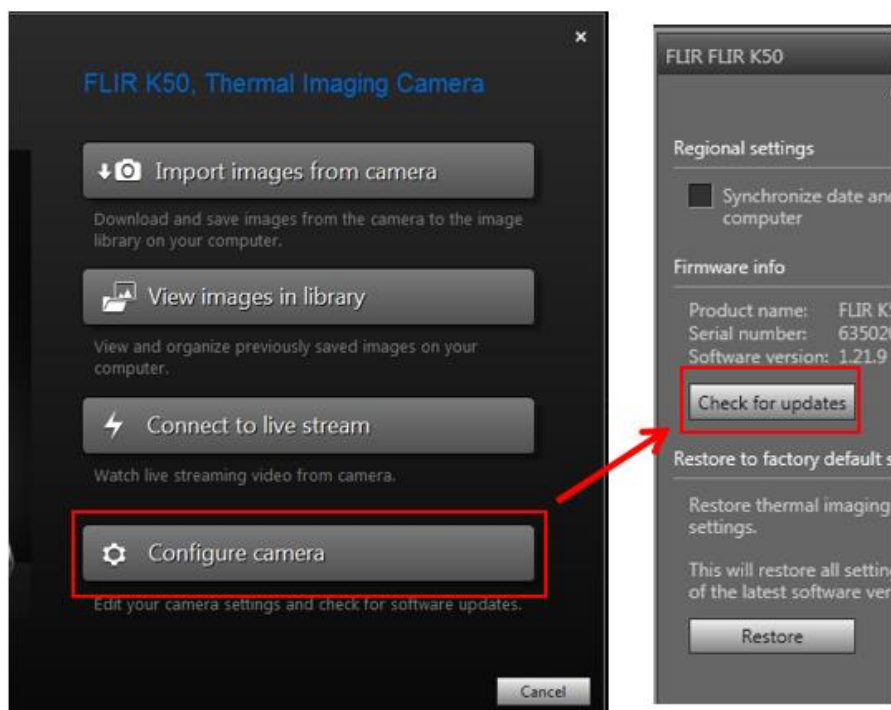 ×
FLIR K50, Thermal Imaging Camera
Import images from camera
Download and save images from the camera to the image
library on your computer.
View images in library
View and organize previously saved images on your
computer.
Connect to live stream
Watch live streaming video from camera.
Configure camera
Edit your camera settings and check for software updates.
Cancel
FLIR FLIR K50
Regional settings
Synchronize date and
computer
Firmware info
Product name: FLIR K5
Serial number: 63502
Software version: 1.21.9
Check for updates
Restore to factory default s
Restore thermal imaging
settings.
This will restore all settin
of the latest software ver
Restore